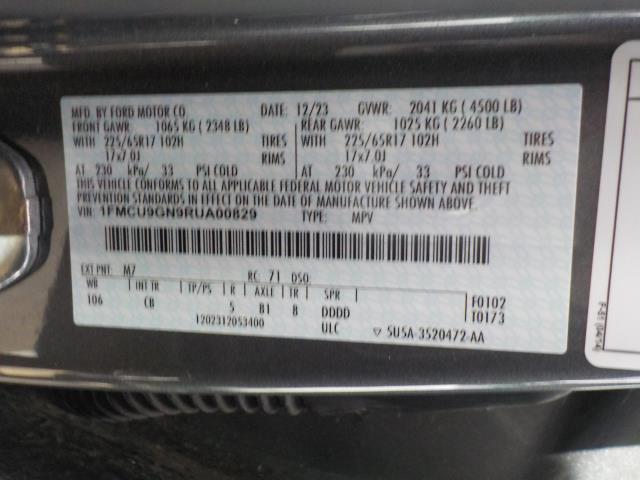 MFD. BY FORD MOTOR CO. DATE: 12/23 GVWR: 2041 KG ( 4500 LB)
FRONT GAWR: 1065 KG ( 2348 LB) REAR GAWR: 1025 KG ( 2260 LB)
WITH 225/65R17 102H TIRES WITH 225/65R17 102H TIRES
17x7.0J RIMS 17x7.0J RIMS
AT 230 kPa/ 33 PSI COLD AT 230 kPa/ 33 PSI COLD
THIS VEHICLE CONFORMS TO ALL APPLICABLE FEDERAL MOTOR VEHICLE SAFETY AND THEFT
PREVENTION STANDARDS IN EFFECT ON THE DATE OF MANUFACTURE SHOWN ABOVE.
VIN: 1FMCU9GN9RUA00829 TYPE: MPV
EXT PNT: M7 RC: 71 DSO:
WB INT TR TP/PS R AXLE TR SPR
106 CB 5 B1 8 DDDD F0102
T0173
1202312053400 ULC ▽ 5U5A-3520472-AA
F-5110414